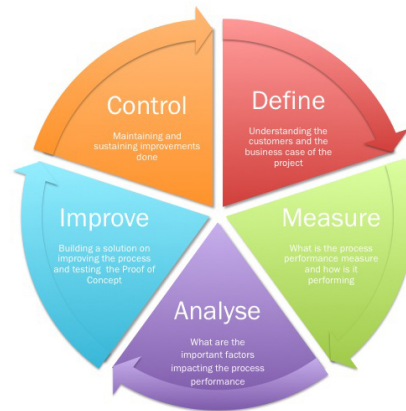 Define
Understanding the
customers and the
business case of the
project
Measure
What is the process
performance measure
and how is it
performing
Analyse
What are the
important factors
impacting the process
performance
Improve
Building a solution on
improving the process
and testing the Proof of
Concept
Control
Maintaining and
sustaining improvements
done